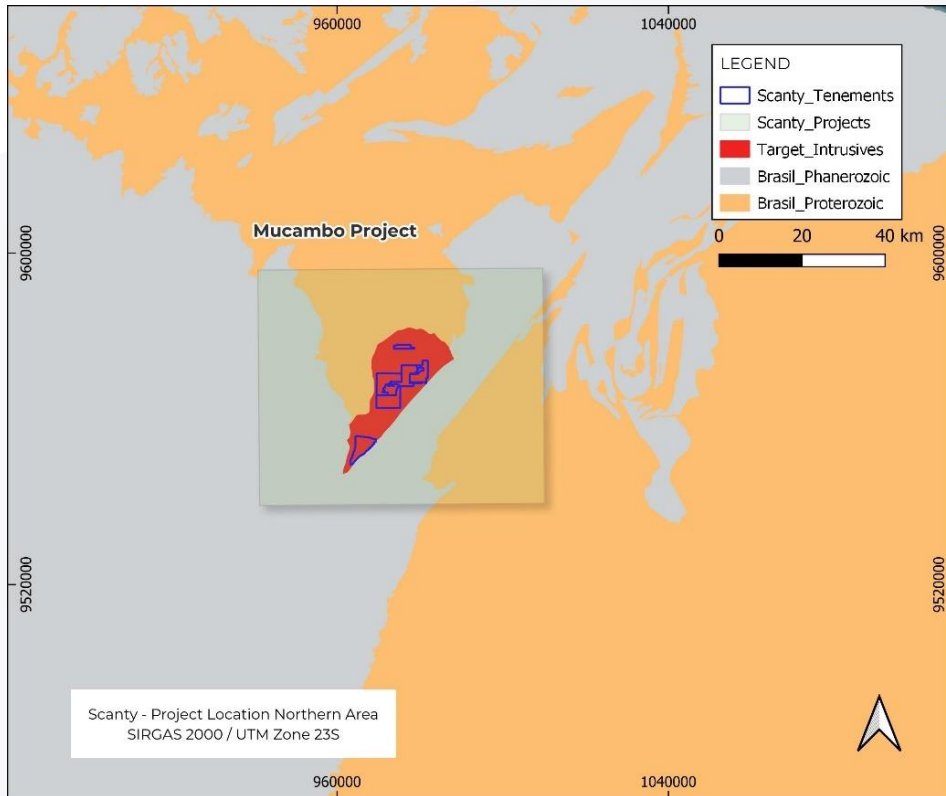 960000
1040000
LEGEND
Scanty_Tenements
Scanty_Projects
Target_Intrusives
Brasil_Phanerozoic
Brasil_Proterozoic
0 20 40 km
Mucambo Project
9600000
9600000
9520000
9520000
Scanty - Project Location Northern Area
SIRGAS 2000 / UTM Zone 23S
960000
1040000